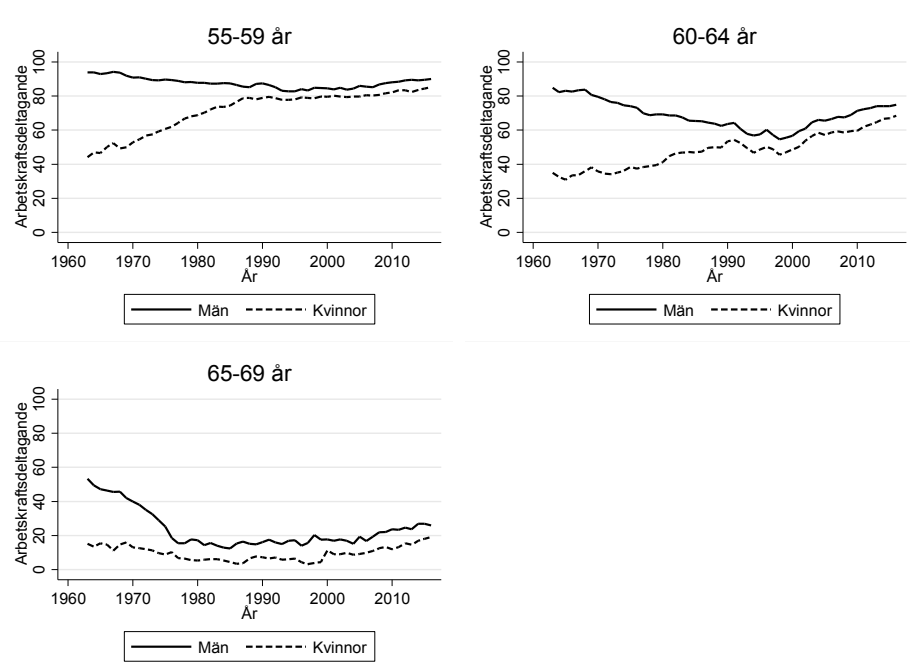 55-59 år
Arbetskraftsdeltagande
0 20 40 60 80 100
1960 1970 1980 1990 2000 2010
År
Män Kvinnor
60-64 år
Arbetskraftsdeltagande
0 20 40 60 80 100
1960 1970 1980 1990 2000 2010
År
Män Kvinnor
65-69 år
Arbetskraftsdeltagande
0 20 40 60 80 100
1960 1970 1980 1990 2000 2010
År
Män Kvinnor